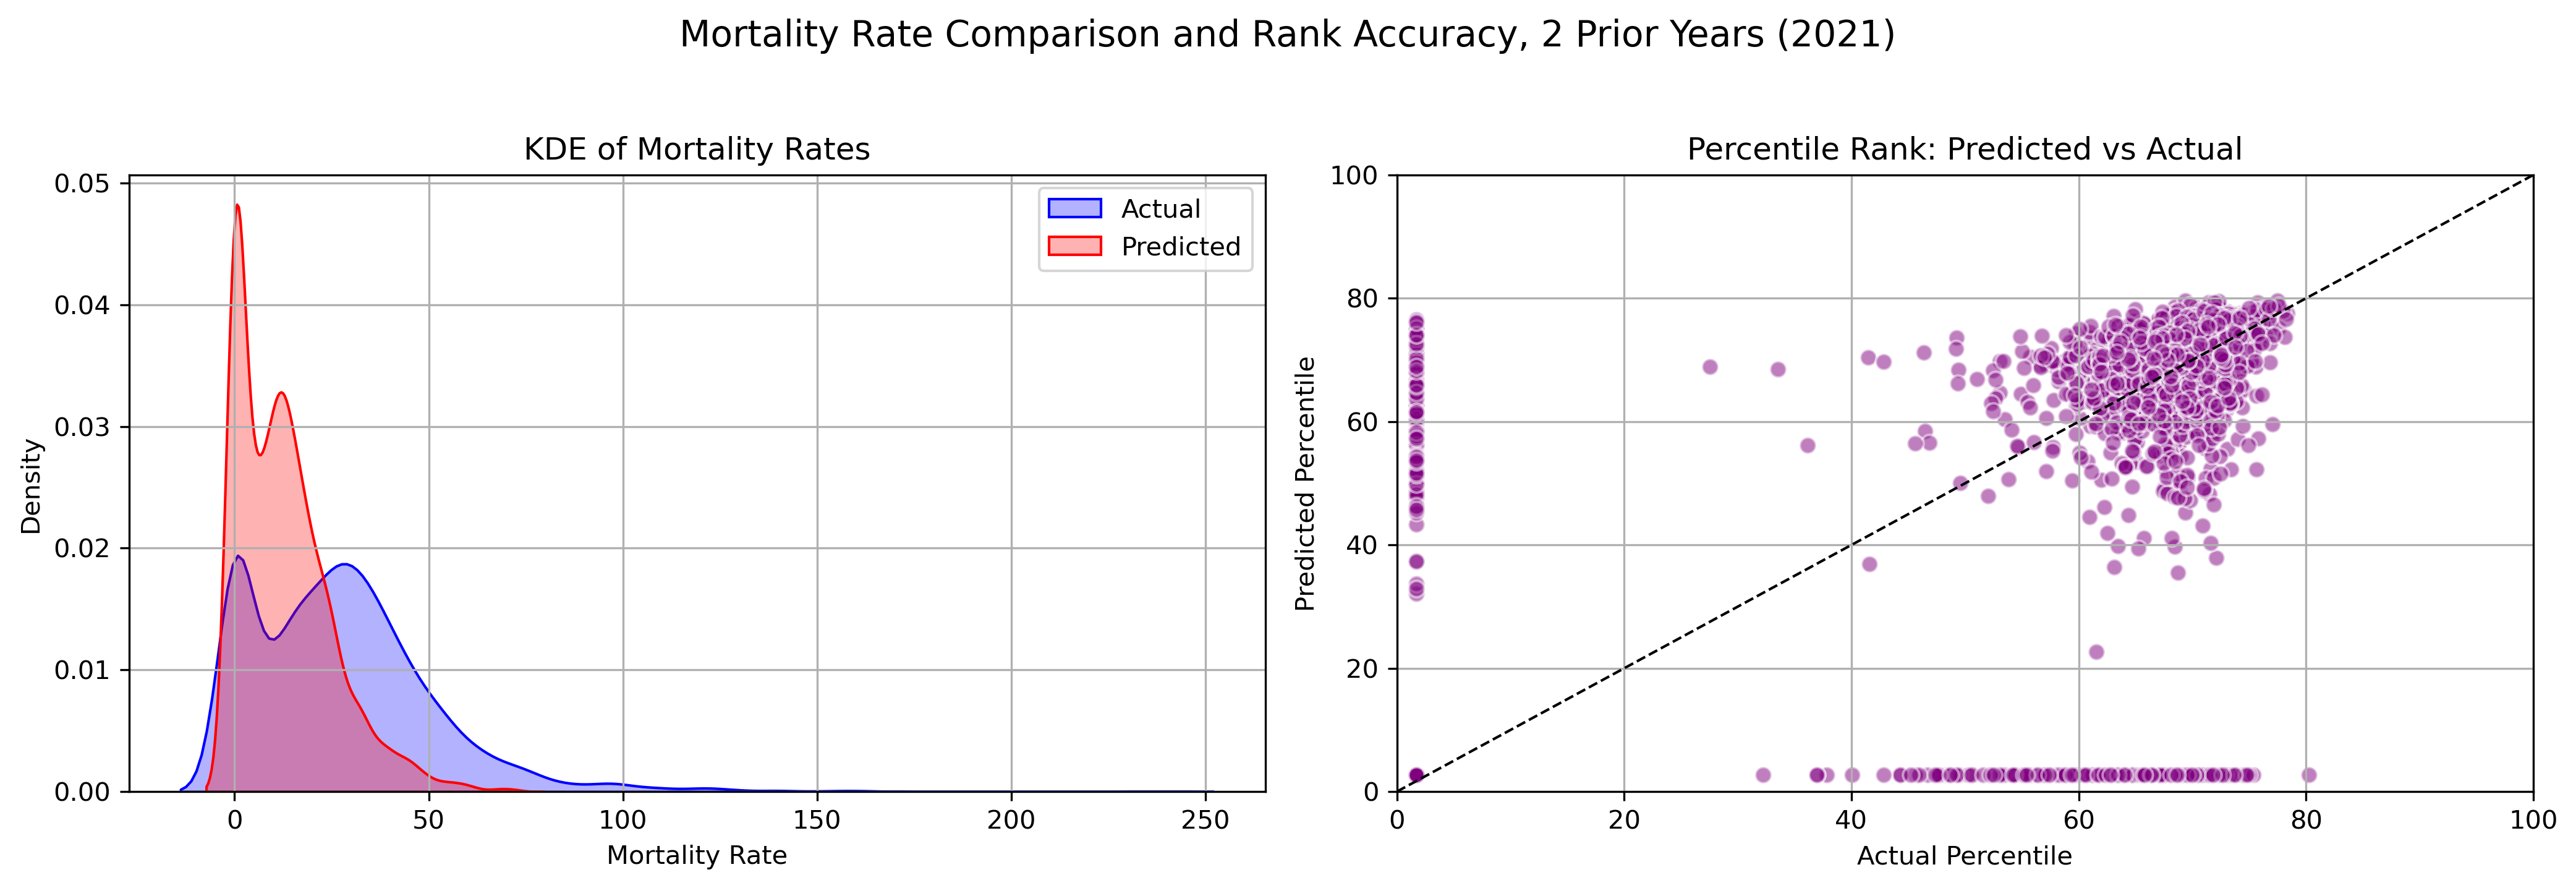 Mortality Rate Comparison and Rank Accuracy, 2 Prior Years (2021)
KDE of Mortality Rates
0.05
0.04
0.03
0.02
0.01
0.00
Density
0 50 100 150 200 250
Mortality Rate
Actual
Predicted
Percentile Rank: Predicted vs Actual
100
80
60
40
20
0
Predicted Percentile
0 20 40 60 80 100
Actual Percentile